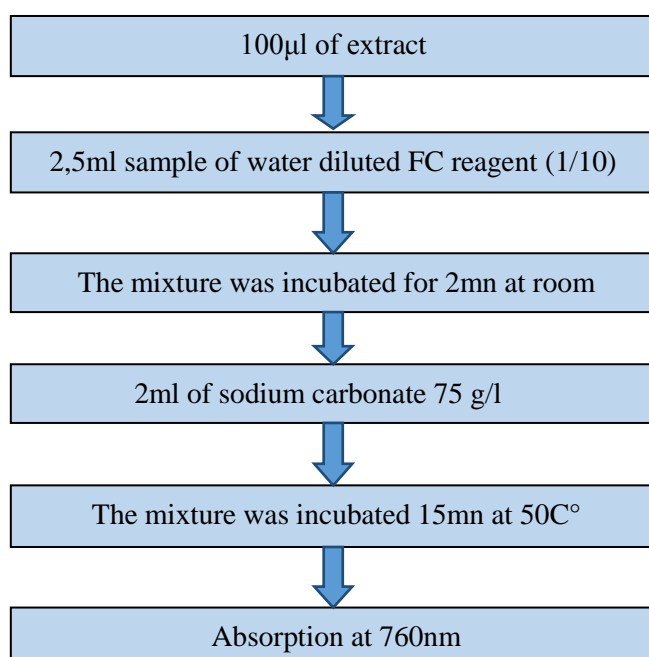 100µl of extract
2,5ml sample of water diluted FC reagent (1/10)
The mixture was incubated for 2mn at room
2ml of sodium carbonate 75 g/l
The mixture was incubated 15mn at 50C°
Absorption at 760nm